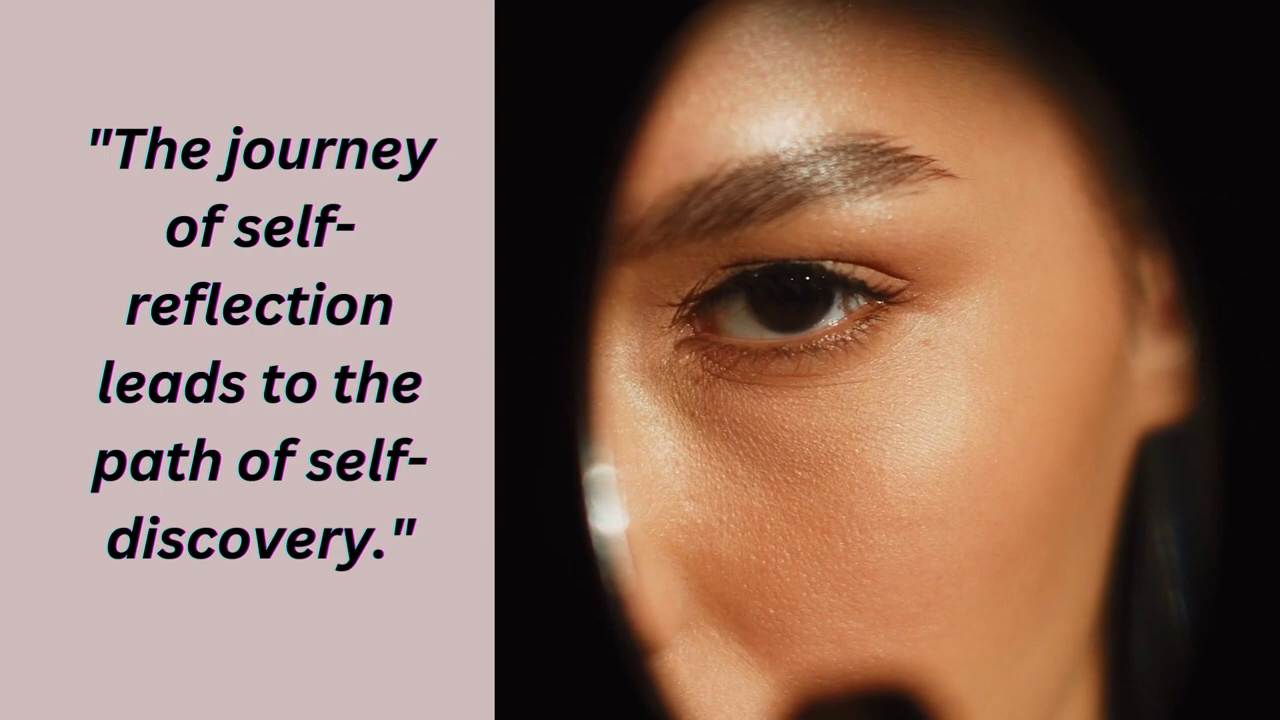 "The journey
of self-
reflection
leads to the
path of self-
discovery."